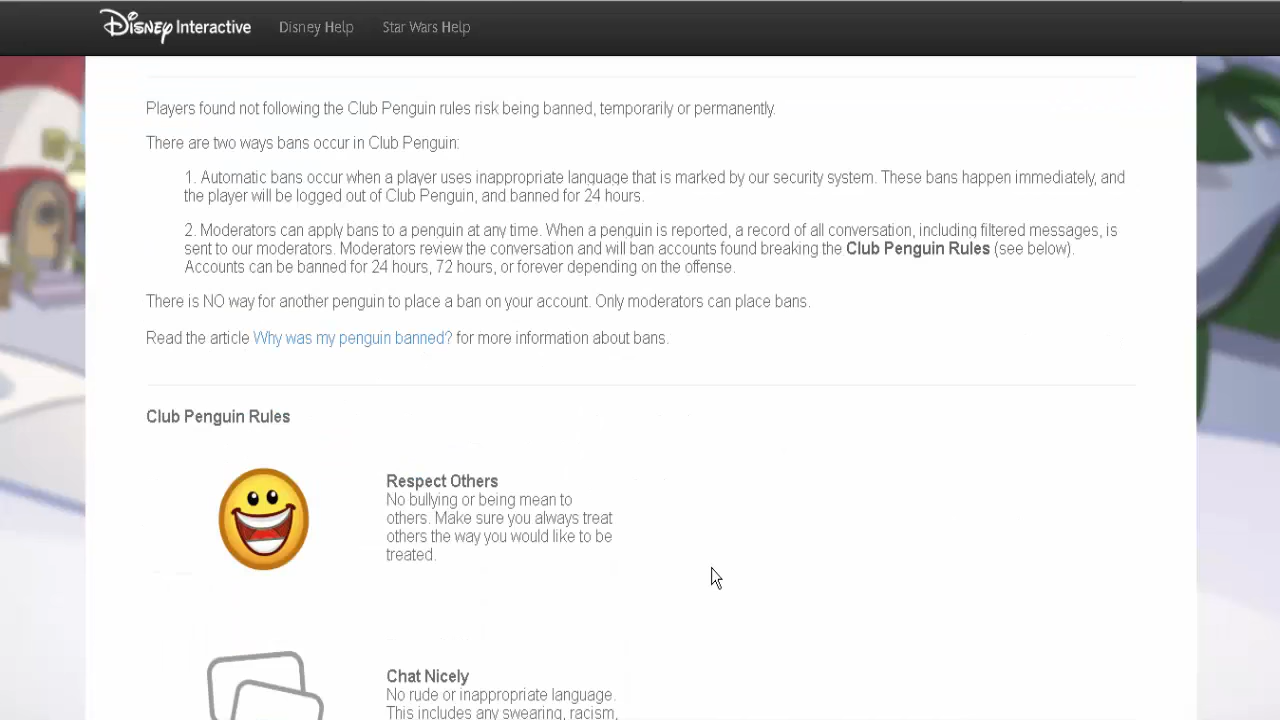 Disney Interactive Disney Help Star Wars Help
Players found not following the Club Penguin rules risk being banned, temporarily or permanently.
There are two ways bans occur in Club Penguin:
1. Automatic bans occur when a player uses inappropriate language that is marked by our security system. These bans happen immediately, and
the player will be logged out of Club Penguin, and banned for 24 hours.
2. Moderators can apply bans to a penguin at any time. When a penguin is reported, a record of all conversation, including filtered messages, is
sent to our moderators. Moderators review the conversation and will ban accounts found breaking the Club Penguin Rules (see below).
Accounts can be banned for 24 hours, 72 hours, or forever depending on the offense.
There is NO way for another penguin to place a ban on your account. Only moderators can place bans.
Read the article Why was my penguin banned? for more information about bans.
Club Penguin Rules
Respect Others
No bullying or being mean to
others. Make sure you always treat
others the way you would like to be
treated.
Chat Nicely
No rude or inappropriate language.
This includes any swearing, racism,